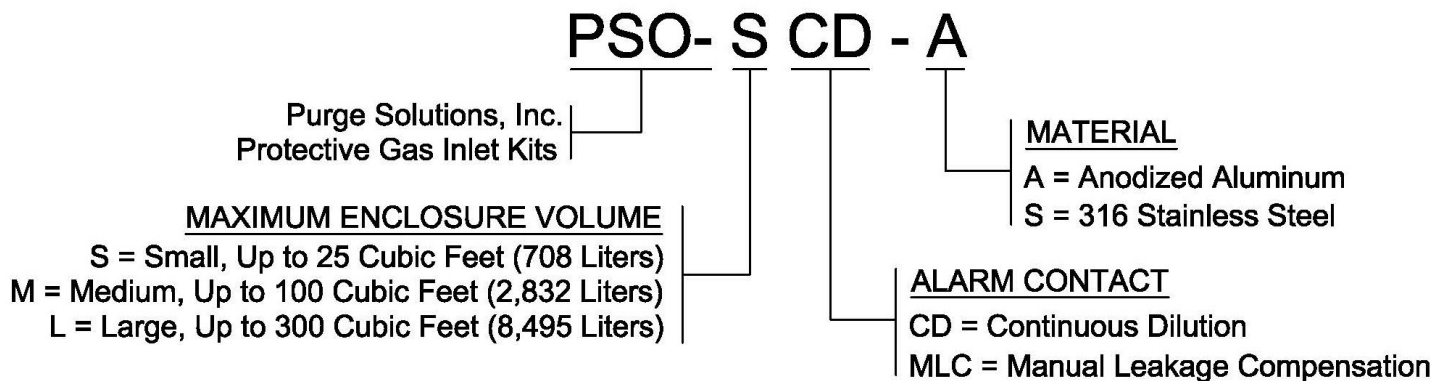 PSO- S CD - A
Purge Solutions, Inc.
Protective Gas Inlet Kits
MAXIMUM ENCLOSURE VOLUME
S = Small, Up to 25 Cubic Feet (708 Liters)
M = Medium, Up to 100 Cubic Feet (2,832 Liters)
L = Large, Up to 300 Cubic Feet (8,495 Liters)
MATERIAL
A = Anodized Aluminum
S = 316 Stainless Steel
ALARM CONTACT
CD = Continuous Dilution
MLC = Manual Leakage Compensation